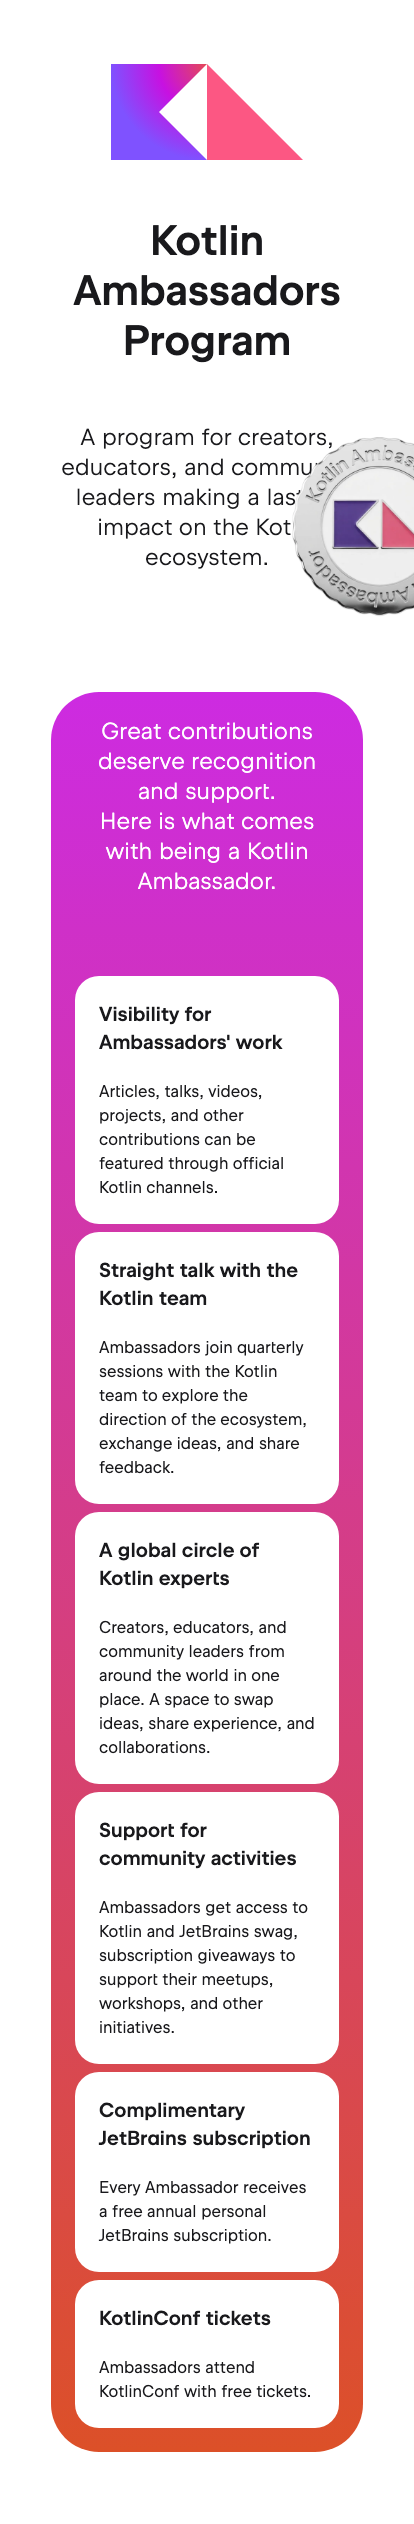 Kotlin
Ambassadors
Program
A program for creators,
educators, and
leaders making a
impact on the
ecosystem.
Kotlin
Ambassador
Great contributions
deserve recognition
and support.
Here is what comes
with being a Kotlin
Ambassador.
Visibility for
Ambassadors' work
Articles, talks, videos,
projects, and other
contributions can be
featured through official
Kotlin channels.
Straight talk with the
Kotlin team
Ambassadors join quarterly
sessions with the Kotlin
team to explore the
direction of the ecosystem,
exchange ideas, and share
feedback.
A global circle of
Kotlin experts
Creators, educators, and
community leaders from
around the world in one
place. A space to swap
ideas, share experience, and
collaborations.
Support for
community activities
Ambassadors get access to
Kotlin and JetBrains swag,
subscription giveaways to
support their meetups,
workshops, and other
initiatives.
Complimentary
JetBrains subscription
Every Ambassador receives
a free annual personal
JetBrains subscription.
KotlinConf tickets
Ambassadors attend
KotlinConf with free tickets.